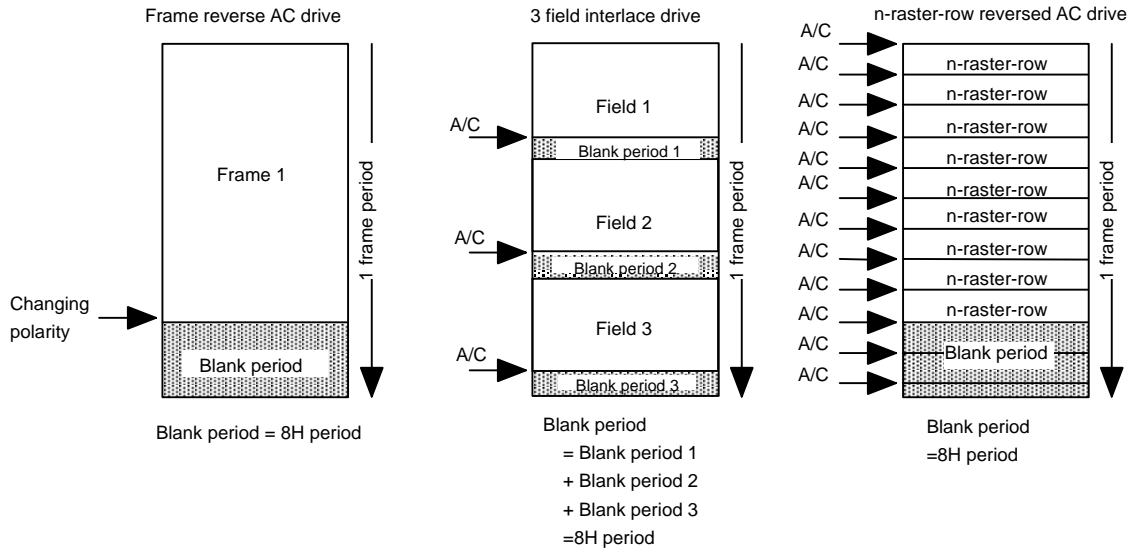 Frame reverse AC drive
Frame 1
Changing
polarity
Blank period
1 frame period
Blank period = 8H period
3 field interlace drive
Field 1
A/C
Blank period 1
Field 2
A/C
Blank period 2
Field 3
A/C
Blank period 3
1 frame period
Blank period
= Blank period 1
+ Blank period 2
+ Blank period 3
=8H period
n-raster-row reversed AC drive
A/C
n-raster-row
A/C
n-raster-row
A/C
n-raster-row
A/C
n-raster-row
A/C
n-raster-row
A/C
n-raster-row
A/C
n-raster-row
A/C
n-raster-row
A/C
n-raster-row
A/C
Blank period
A/C
A/C
1 frame period
Blank period
=8H period